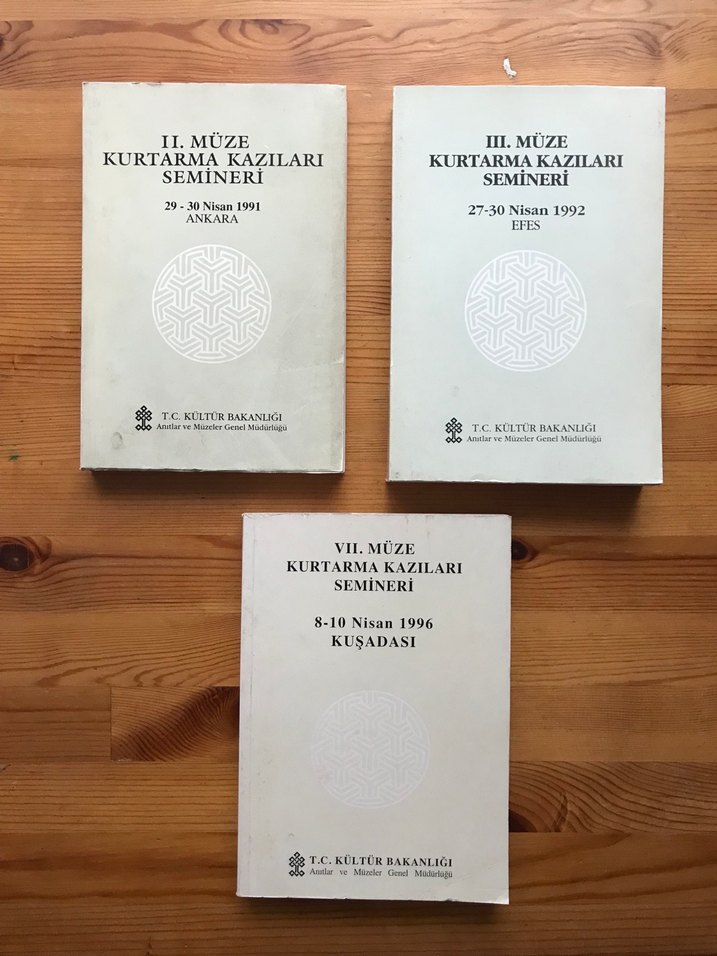 II. MÜZE
KURTARMA KAZILARI
SEMİNERİ
29 - 30 Nisan 1991
ANKARA
T.C. KÜLTÜR BAKANLIĞI
Anıtlar ve Müzeler Genel Müdürlüğü
III. MÜZE
KURTARMA KAZILARI
SEMİNERİ
27-30 Nisan 1992
EFES
T.C. KÜLTÜR BAKANLIĞI
Anıtlar ve Müzeler Genel Müdürlüğü
VII. MÜZE
KURTARMA KAZILARI
SEMİNERİ
8-10 Nisan 1996
KUŞADASI
T.C. KÜLTÜR BAKANLIĞI
Anıtlar ve Müzeler Genel Müdürlüğü